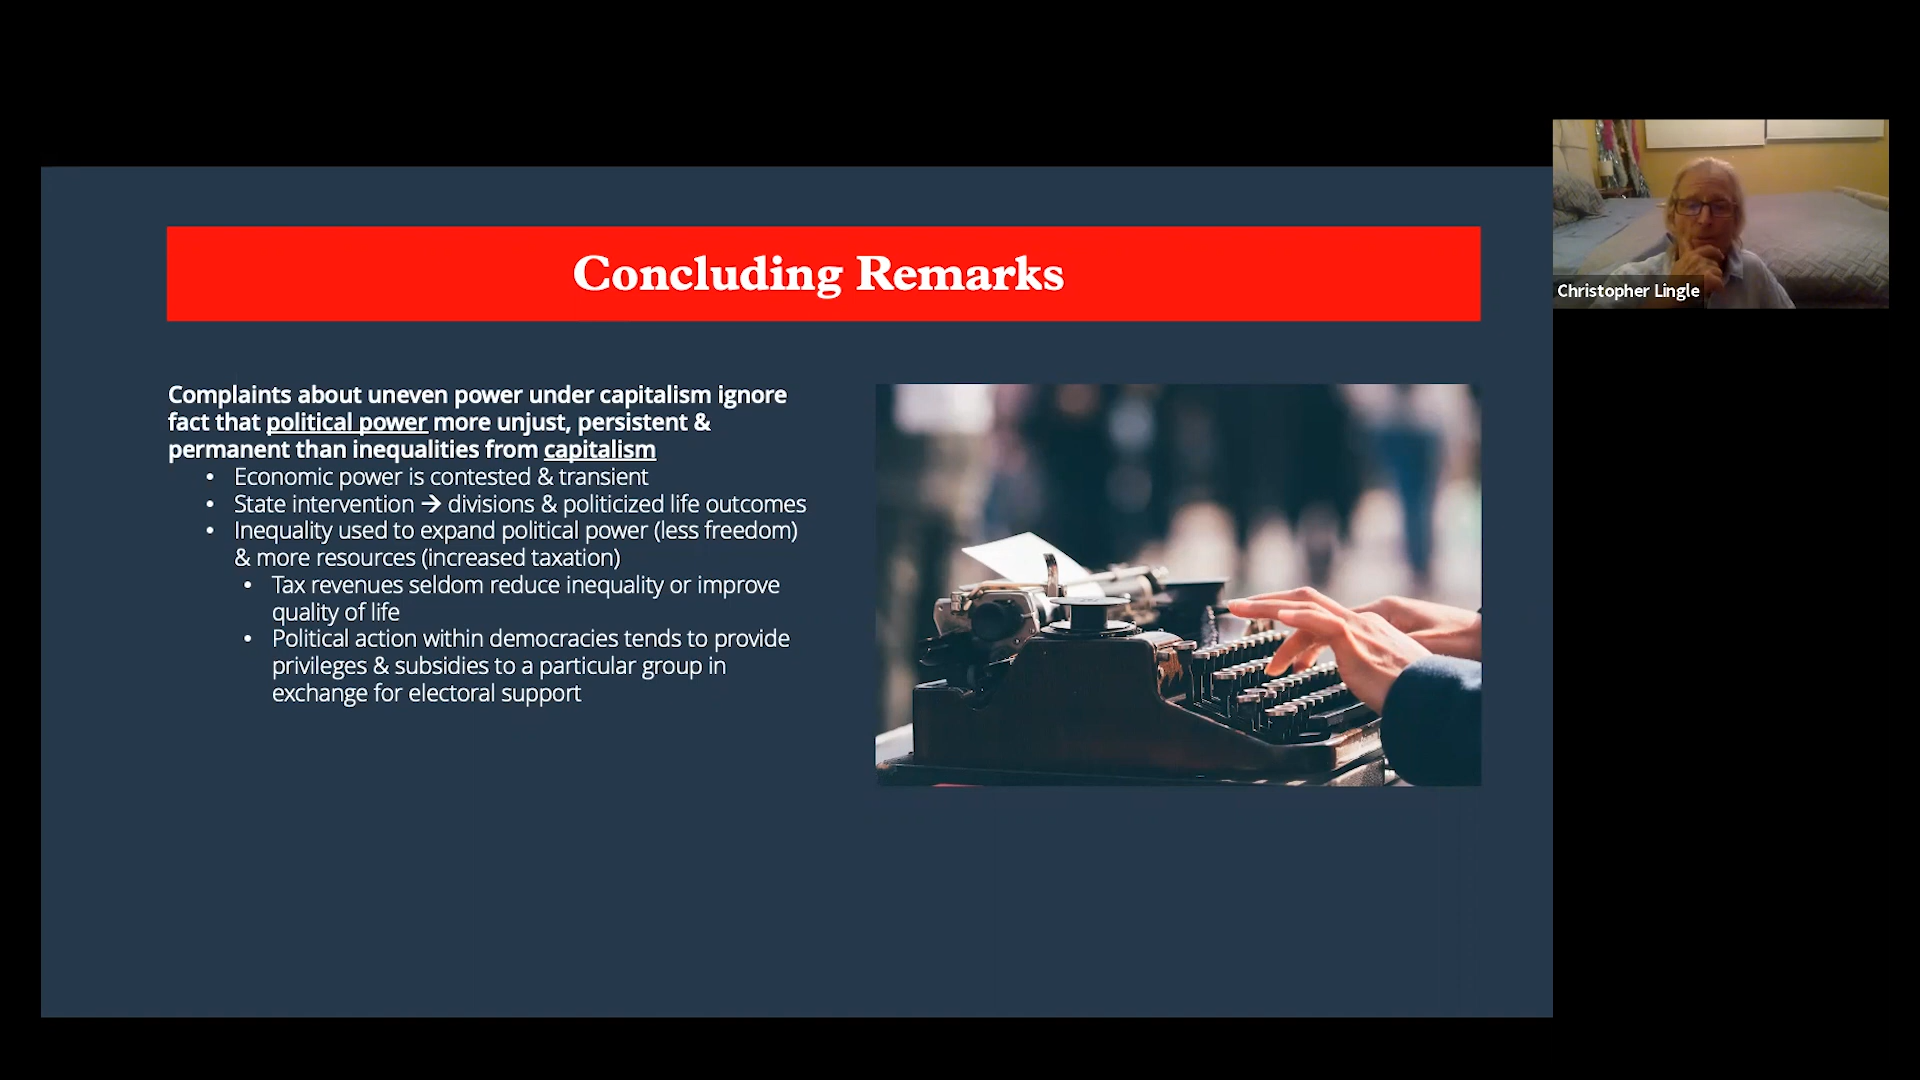 Concluding Remarks
Complaints about uneven power under capitalism ignore
fact that political power more unjust, persistent &
permanent than inequalities from capitalism
• Economic power is contested & transient
• State intervention → divisions & politicized life outcomes
• Inequality used to expand political power (less freedom)
& more resources (increased taxation)
• Tax revenues seldom reduce inequality or improve
quality of life
• Political action within democracies tends to provide
privileges & subsidies to a particular group in
exchange for electoral support
Christopher Lingle